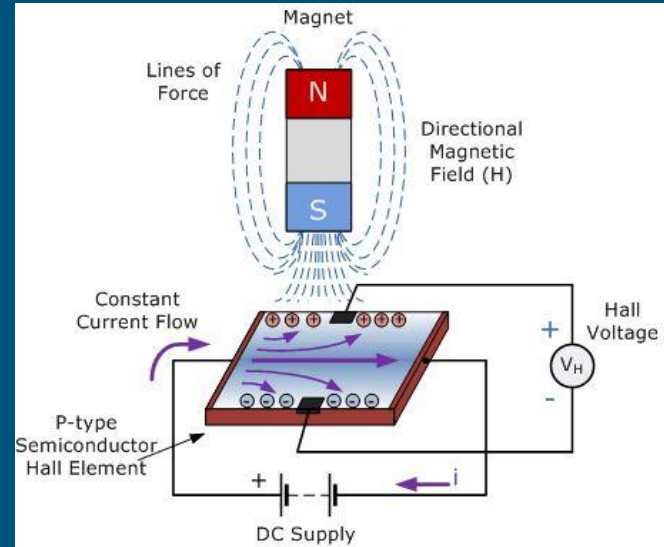 Magnet
Lines of
Force
N
Directional
Magnetic
Field (H)
S
Constant
Current Flow
+ + + + + +
Hall
Voltage
+
VH
-
- - - - - -
P-type
Semiconductor
Hall Element
+
i
DC Supply